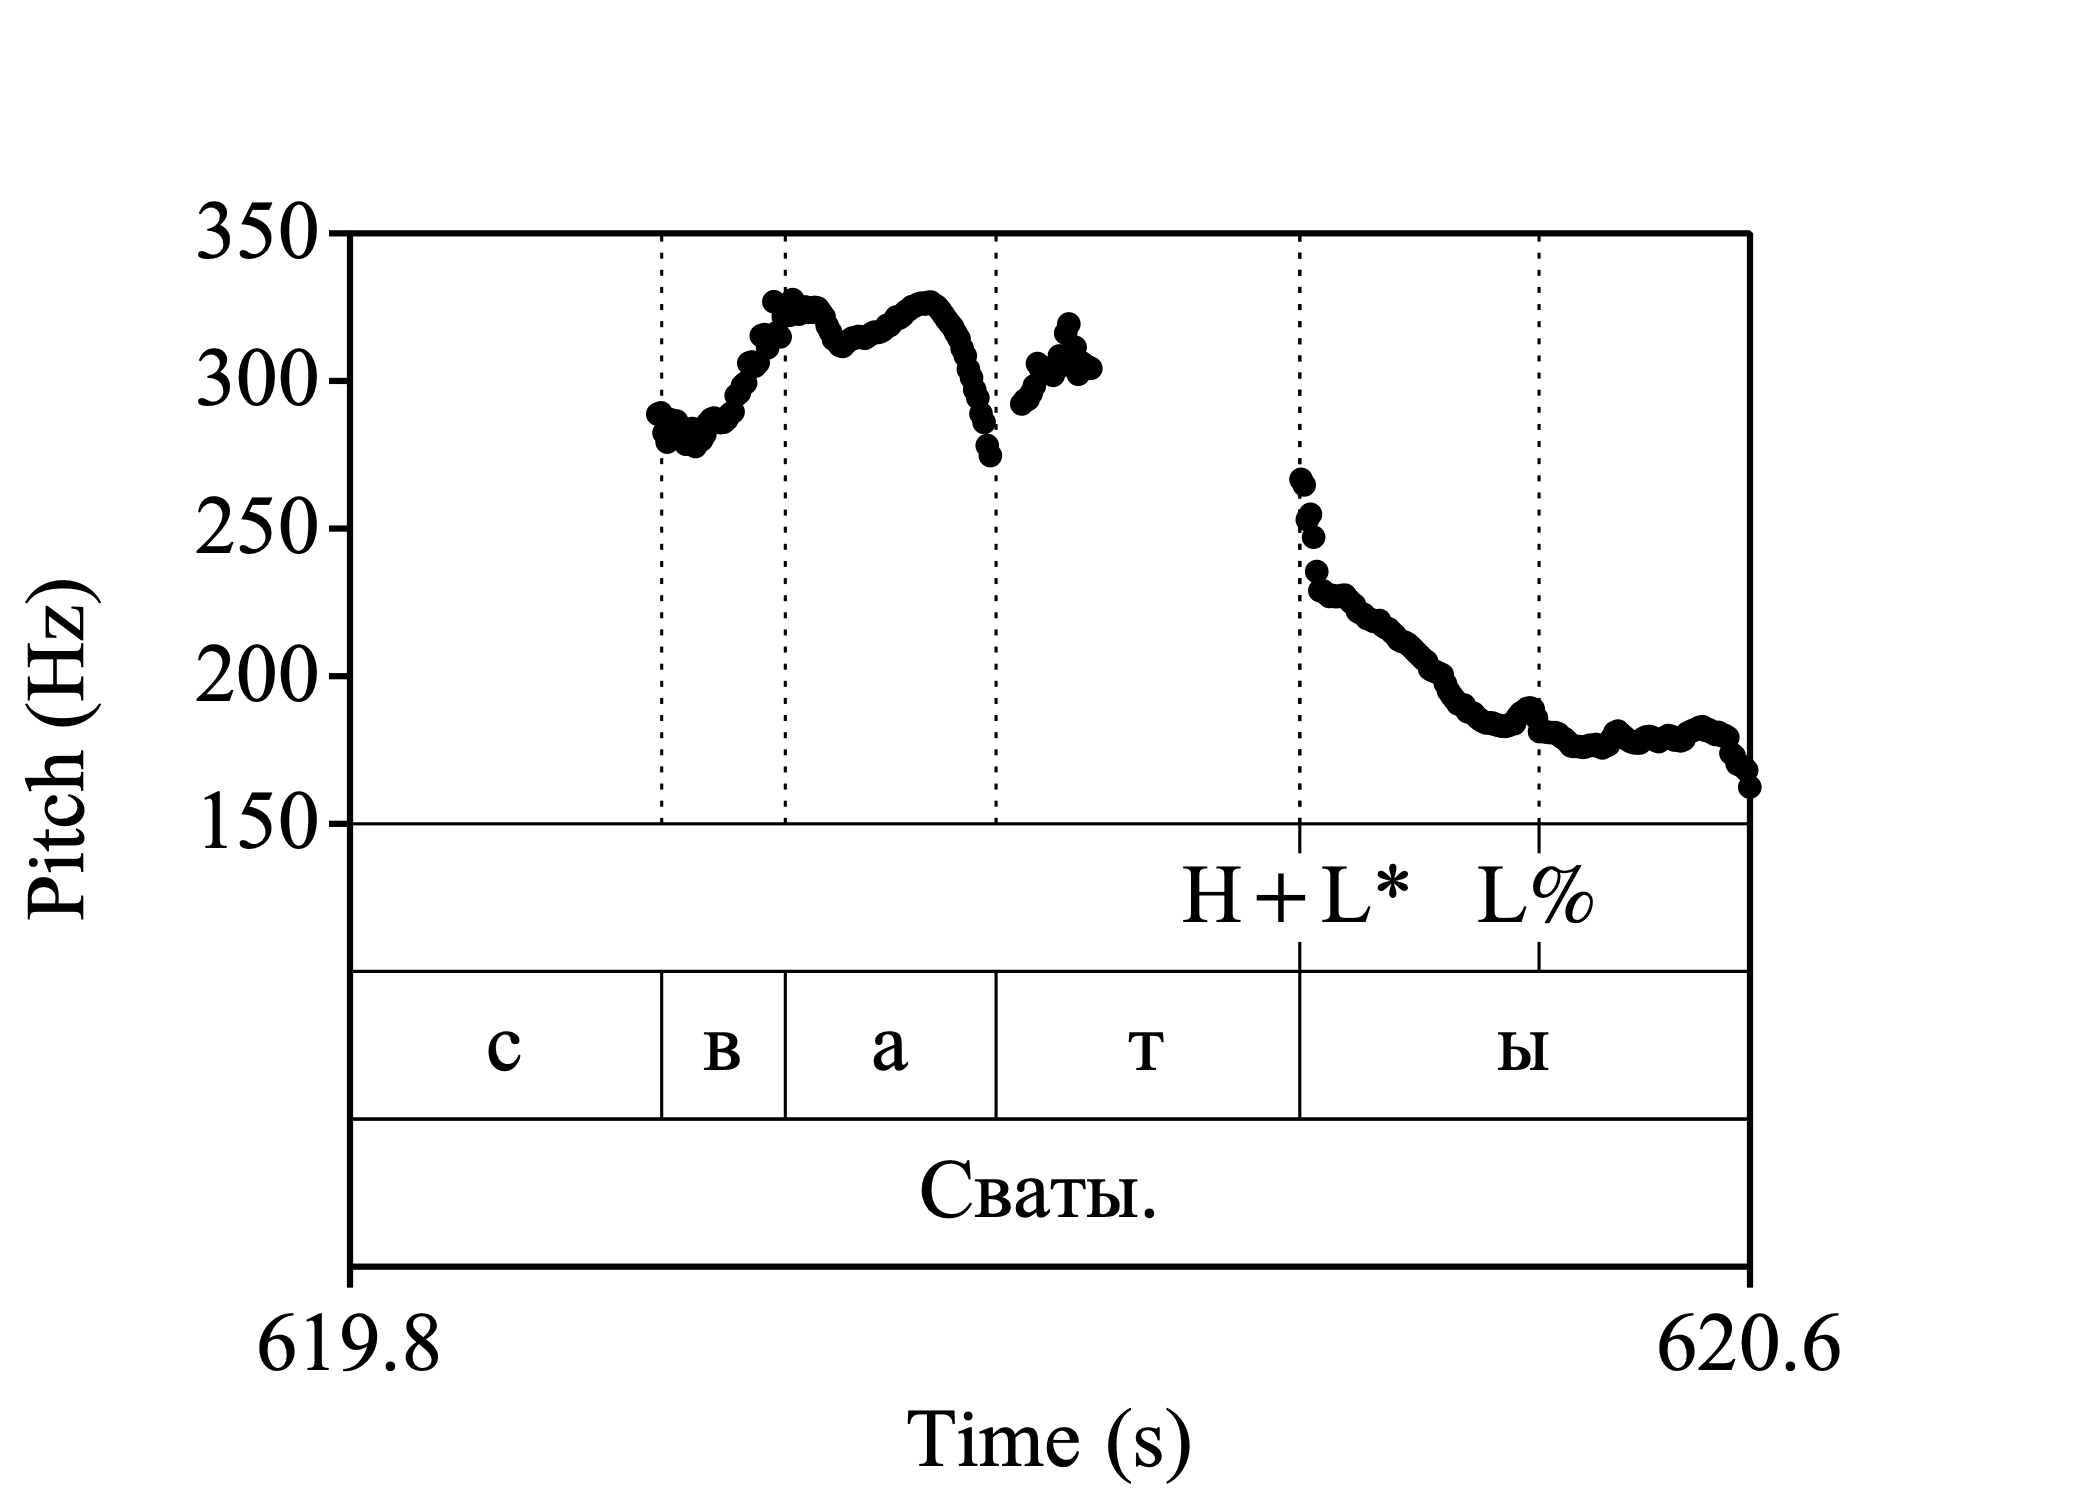 350
300
250
200
150
Pitch (Hz)
H+L* L%
с в а т ы
Сваты.
619.8 620.6
Time (s)